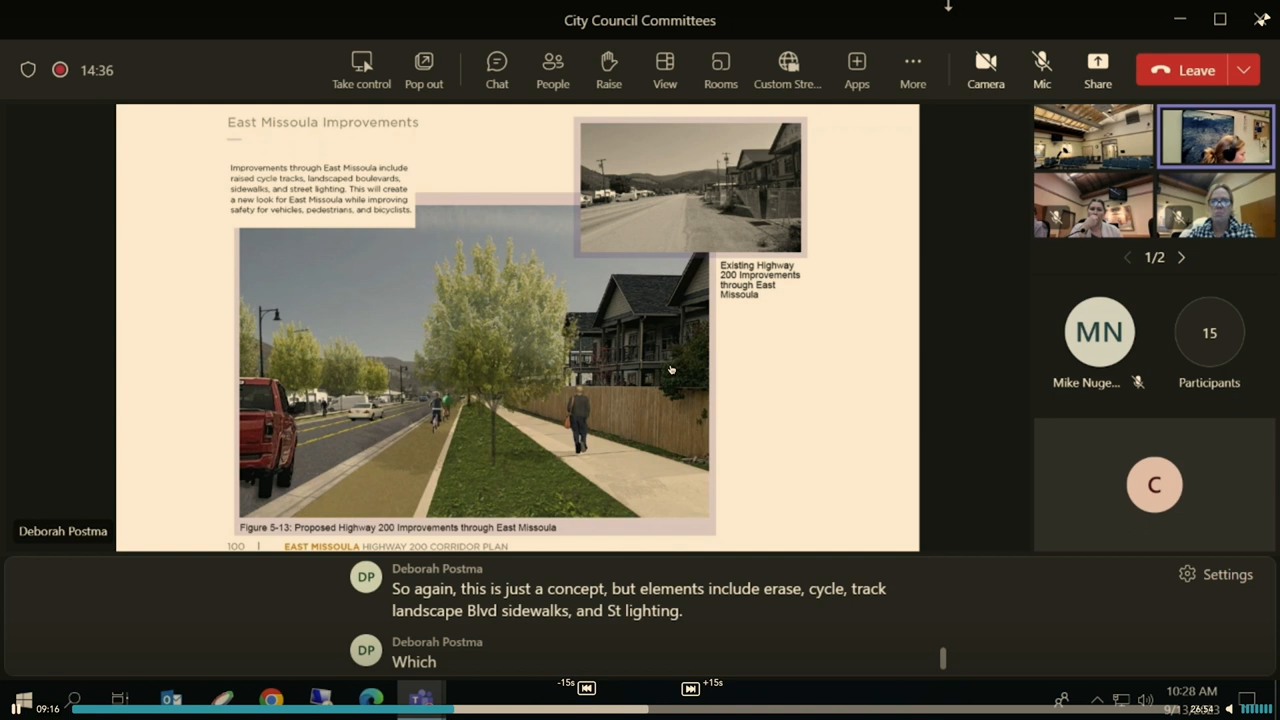 City Council Committees
14:36
Take control
Pop out
Chat
People
Raise
View
Rooms
Custom Stre...
Apps
More
Camera
Mic
Share
Leave
East Missoula Improvements
Improvements through East Missoula include
raised cycle tracks, landscaped boulevards,
sidewalks, and street lighting. This will create
a new look for East Missoula while improving
safety for vehicles, pedestrians, and bicyclists.
Existing Highway
200 Improvements
through East
Missoula
Figure 5-13: Proposed Highway 200 Improvements through East Missoula
100 | EAST MISSOULA HIGHWAY 200 CORRIDOR PLAN
Deborah Postma
1/2
MN
15
Mike Nuge...
Participants
C
DP
Deborah Postma
So again, this is just a concept, but elements include erase, cycle, track
landscape Blvd sidewalks, and St lighting.
DP
Deborah Postma
Which
Settings
-15s
+15s
09:16
10:28 AM
26:54